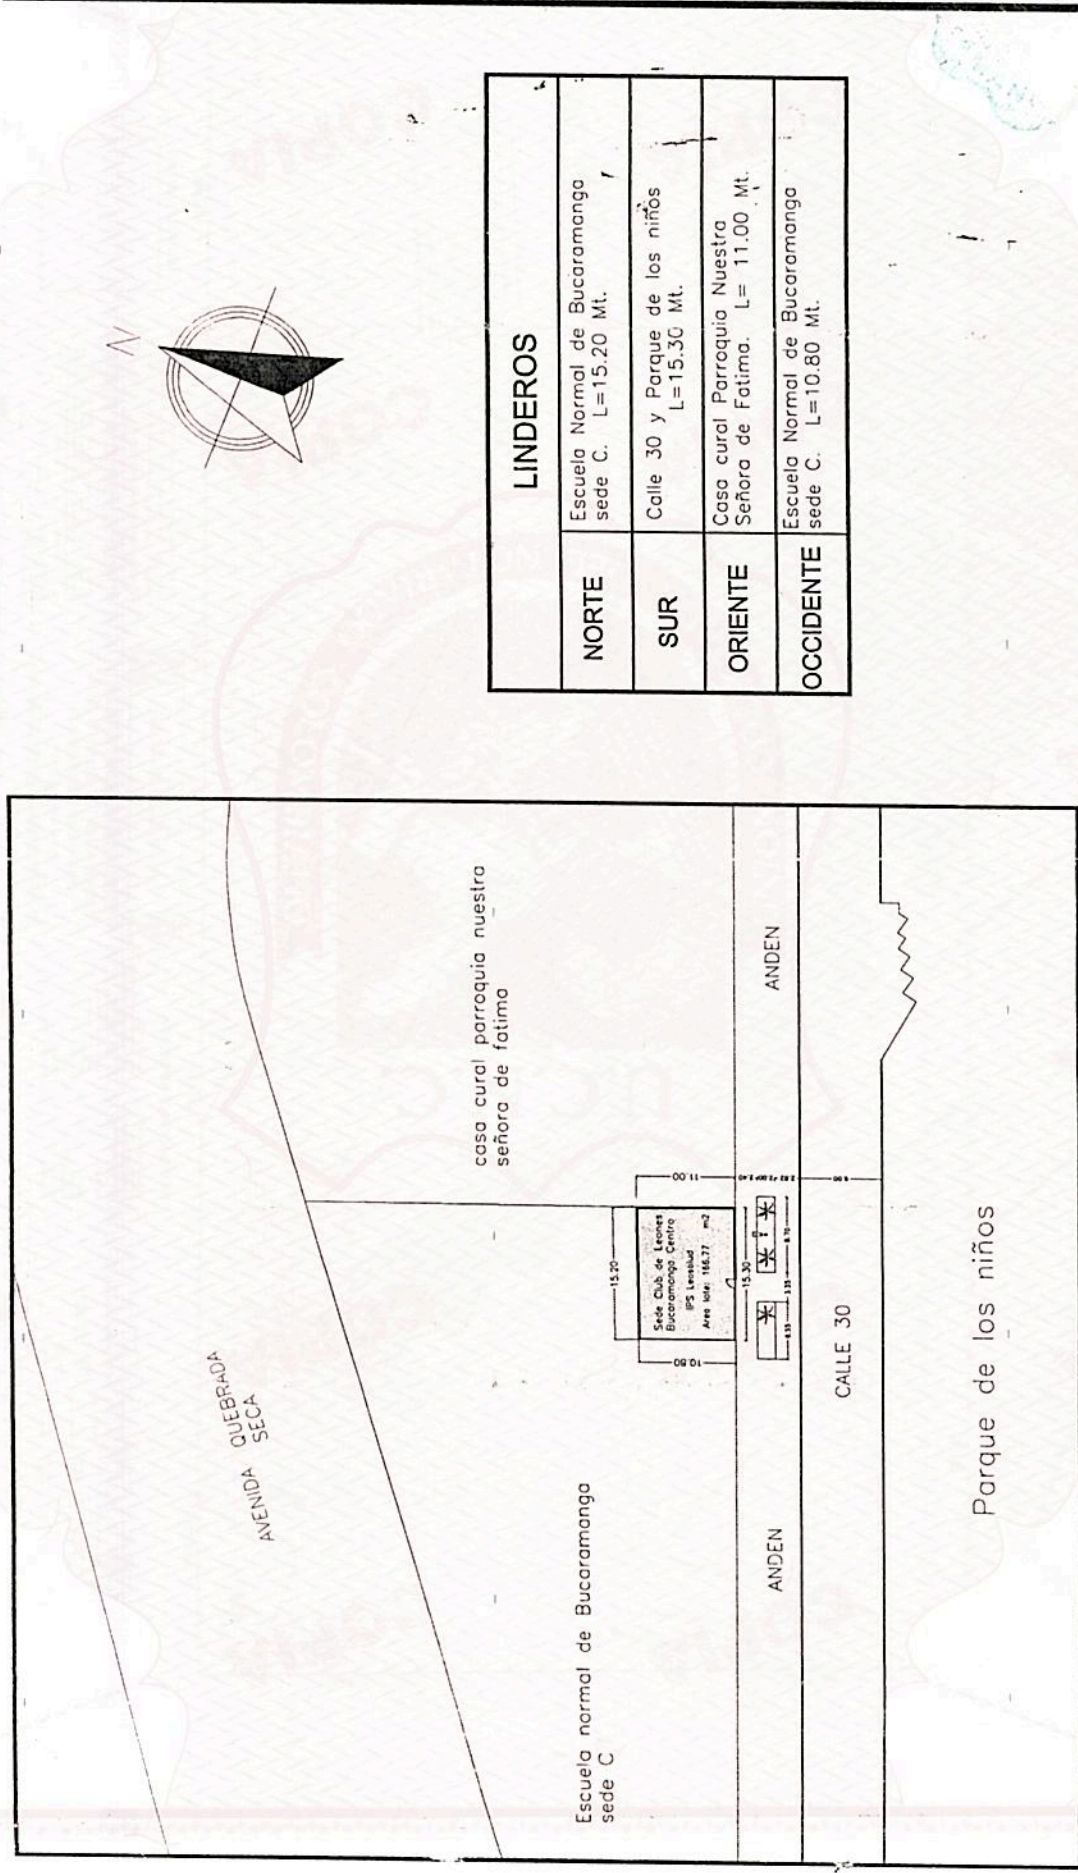 N
LINDEROS
NORTE
Escuela Normal de Bucaramanga
sede C. L=15.20 Mt.
SUR
Calle 30 y Parque de los niños
L=15.30 Mt.
ORIENTE
Casa cural Parroquia Nuestra
Señora de Fatima. L= 11.00 Mt.
OCCIDENTE
Escuela Normal de Bucaramanga
sede C. L=10.80 Mt.
AVENIDA QUEBRADA
SECA
casa cural parroquia nuestra
señora de fatima
Escuela normal de Bucaramanga
sede C
15.20
11.00
10.80
Sede Club de Leones
Bucaramanga Centro
IPS Leosalud
Area lote: 166.77 m2
15.30
ANDEN
ANDEN
CALLE 30
Parque de los niños